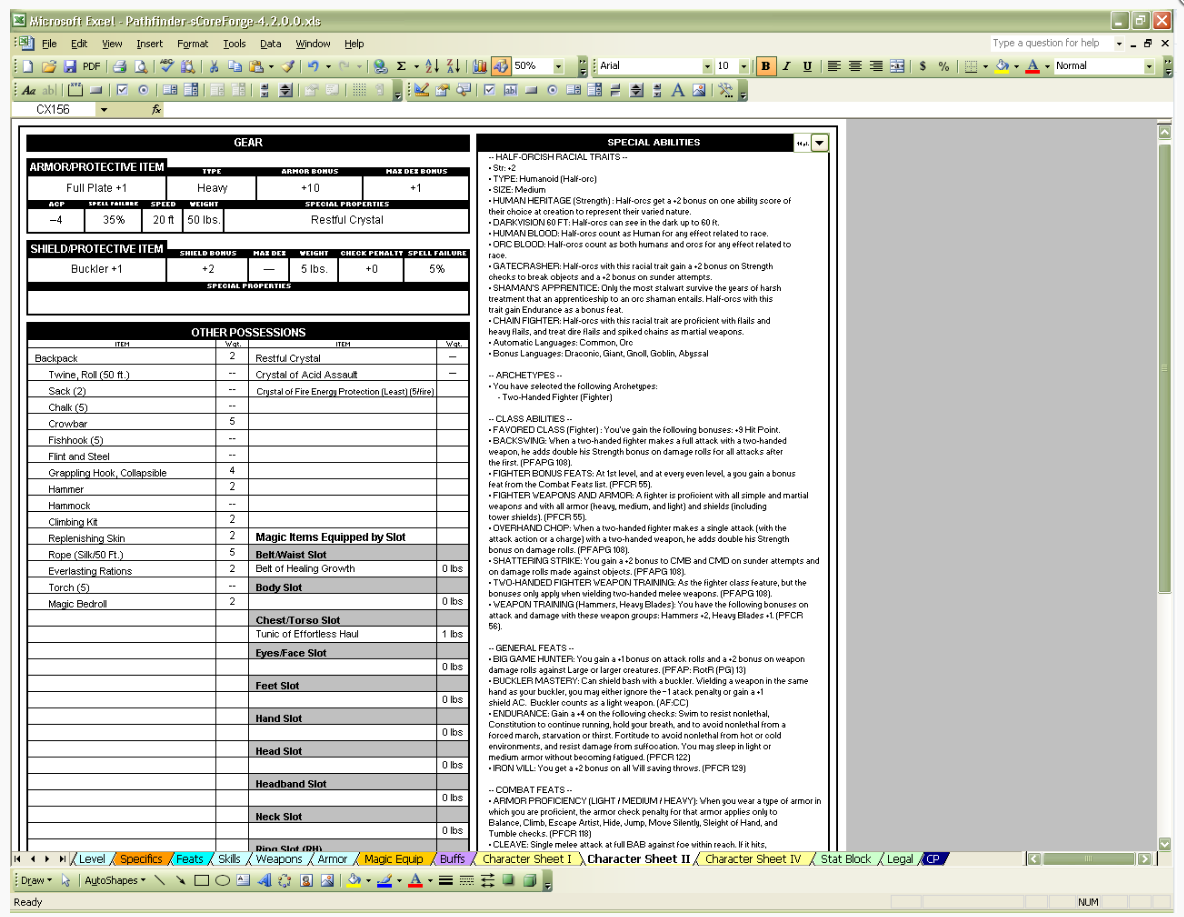 Microsoft Excel - Pathfinder-sCoreForge-4.2.0.0.xls
File Edit View Insert Format Tools Data Window Help
Type a question for help
PDF
50%
Arial
10
B I U
$ %
Normal
CX156
fx
GEAR
ARMOR/PROTECTIVE ITEM TYPE ARMOR BONUS MAX DEX BONUS
Full Plate +1 Heavy +10 +1
ACP SPELL FAILURE SPEED WEIGHT SPECIAL PROPERTIES
–4 35% 20 ft 50 lbs. Restful Crystal
SHIELD/PROTECTIVE ITEM SHIELD BONUS MAX DEX WEIGHT CHECK PENALTY SPELL FAILURE
Buckler +1 +2 — 5 lbs. +0 5%
SPECIAL PROPERTIES
OTHER POSSESSIONS
ITEM Wgt. ITEM Wgt.
Backpack 2 Restful Crystal —
Twine, Roll (50 ft.) -- Crystal of Acid Assault —
Sack (2) -- Crystal of Fire Energy Protection (Least) (5/fire)
Chalk (5) --
Crowbar 5
Fishhook (5) --
Flint and Steel --
Grappling Hook, Collapsible 4
Hammer 2
Hammock --
Climbing Kit 2
Replenishing Skin 2 Magic Items Equipped by Slot
Rope (Silk/50 Ft.) 5 Belt/Waist Slot
Everlasting Rations 2 Belt of Healing Growth 0 lbs
Torch (5) -- Body Slot
Magic Bedroll 2 0 lbs
Chest/Torso Slot
Tunic of Effortless Haul 1 lbs
Eyes/Face Slot
0 lbs
Feet Slot
0 lbs
Hand Slot
0 lbs
Head Slot
0 lbs
Headband Slot
0 lbs
Neck Slot
0 lbs
Ring Slot (RH)
SPECIAL ABILITIES
-- HALF-ORCISH RACIAL TRAITS --
• Str: +2
• TYPE: Humanoid (Half-orc)
• SIZE: Medium
• HUMAN HERITAGE (Strength) : Half-orcs get a +2 bonus on one ability score of
their choice at creation to represent their varied nature.
• DARKVISION 60 FT: Half-orcs can see in the dark up to 60 ft.
• HUMAN BLOOD: Half-orcs count as Human for any effect related to race.
• ORC BLOOD: Half-orcs count as both humans and orcs for any effect related to
race.
• GATECRASHER: Half-orcs with this racial trait gain a +2 bonus on Strength
checks to break objects and a +2 bonus on sunder attempts.
• SHAMAN'S APPRENTICE: Only the most stalwart survive the years of harsh
treatment that an apprenticeship to an orc shaman entails. Half-orcs with this
trait gain Endurance as a bonus feat.
• CHAIN FIGHTER: Half-orcs with this racial trait are proficient with flails and
heavy flails, and treat dire flails and spiked chains as martial weapons.
• Automatic Languages: Common, Orc
• Bonus Languages: Draconic, Giant, Gnoll, Goblin, Abyssal
-- ARCHETYPES --
• You have selected the following Archetypes:
- Two-Handed Fighter (Fighter)
-- CLASS ABILITIES --
• FAVORED CLASS (Fighter) : You've gain the following bonuses: +9 Hit Point.
• BACKSWING: When a two-handed fighter makes a full attack with a two-handed
weapon, he adds double his Strength bonus on damage rolls for all attacks after
the first. (PFAPG 108).
• FIGHTER BONUS FEATS: At 1st level, and at every even level, a you gain a bonus
feat from the Combat Feats list. (PFCR 55).
• FIGHTER WEAPONS AND ARMOR: A fighter is proficient with all simple and martial
weapons and with all armor (heavy, medium, and light) and shields (including
tower shields). (PFCR 55).
• OVERHAND CHOP: When a two-handed fighter makes a single attack (with the
attack action or a charge) with a two-handed weapon, he adds double his Strength
bonus on damage rolls. (PFAPG 108).
• SHATTERING STRIKE: You gain a +2 bonus to CMB and CMD on sunder attempts and
on damage rolls made against objects. (PFAPG 108).
• TWO-HANDED FIGHTER WEAPON TRAINING: As the fighter class feature, but the
bonuses only apply when wielding two-handed melee weapons. (PFAPG 108).
• WEAPON TRAINING (Hammers, Heavy Blades): You have the following bonuses on
attack and damage with these weapon groups: Hammers +2, Heavy Blades +1. (PFCR
56).
-- GENERAL FEATS --
• BIG GAME HUNTER: You gain a +1 bonus on attack rolls and a +2 bonus on weapon
damage rolls against Large or larger creatures. (PFAP: RotR (PG) 13)
• BUCKLER MASTERY: Can shield bash with a buckler. Wielding a weapon in the same
hand as your buckler, you may either ignore the –1 atack penalty or gain a +1
shield AC. Buckler counts as a light weapon. (AF:CC)
• ENDURANCE: Gain a +4 on the following checks: Swim to resist nonlethal,
Constitution to continue running, hold your breath, and to avoid nonlethal from a
forced march, starvation or thirst. Fortitude to avoid nonlethal from hot or cold
environments, and resist damage from suffocation. You may sleep in light or
medium armor without becoming fatigued. (PFCR 122)
• IRON WILL: You get a +2 bonus on all Will saving throws. (PFCR 129)
-- COMBAT FEATS --
• ARMOR PROFICIENCY (LIGHT / MEDIUM / HEAVY): When you wear a type of armor in
which you are proficient, the armor check penalty for that armor applies only to
Balance, Climb, Escape Artist, Hide, Jump, Move Silently, Sleight of Hand, and
Tumble checks. (PFCR 118)
• CLEAVE: Single melee attack at full BAB against foe within reach. If it hits,
Level Specifics Feats Skills Weapons Armor Magic Equip Buffs Character Sheet I Character Sheet II Character Sheet IV Stat Block Legal CP
Draw AutoShapes
Ready
NUM